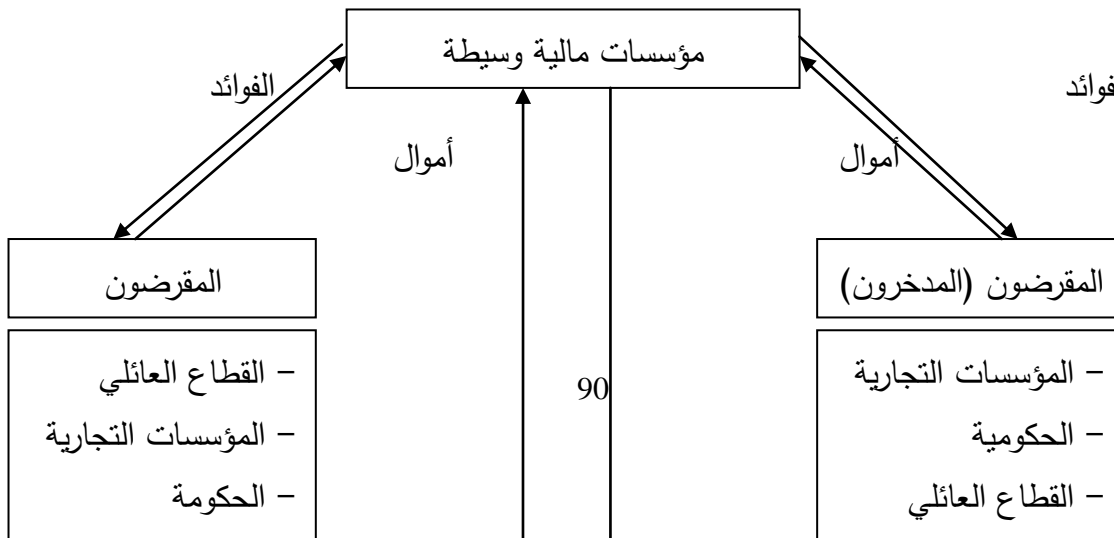 مؤسسات مالية وسيطة
فوائد
الفوائد
أموال
أموال
المقرضون (المدخرون)
المقرضون
– المؤسسات التجارية
– الحكومية
– القطاع العائلي
90
– القطاع العائلي
– المؤسسات التجارية
– الحكومة